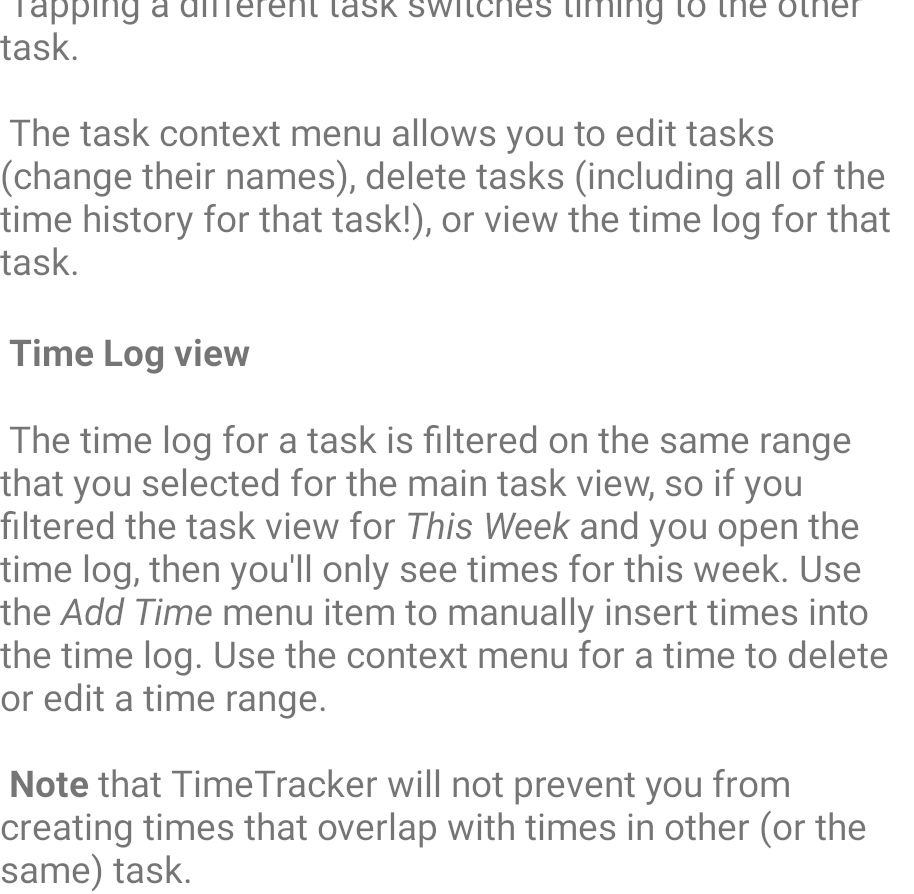 Tapping a different task switches timing to the other
task.
The task context menu allows you to edit tasks
(change their names), delete tasks (including all of the
time history for that task!), or view the time log for that
task.
Time Log view
The time log for a task is filtered on the same range
that you selected for the main task view, so if you
filtered the task view for This Week and you open the
time log, then you'll only see times for this week. Use
the Add Time menu item to manually insert times into
the time log. Use the context menu for a time to delete
or edit a time range.
Note that TimeTracker will not prevent you from
creating times that overlap with times in other (or the
same) task.